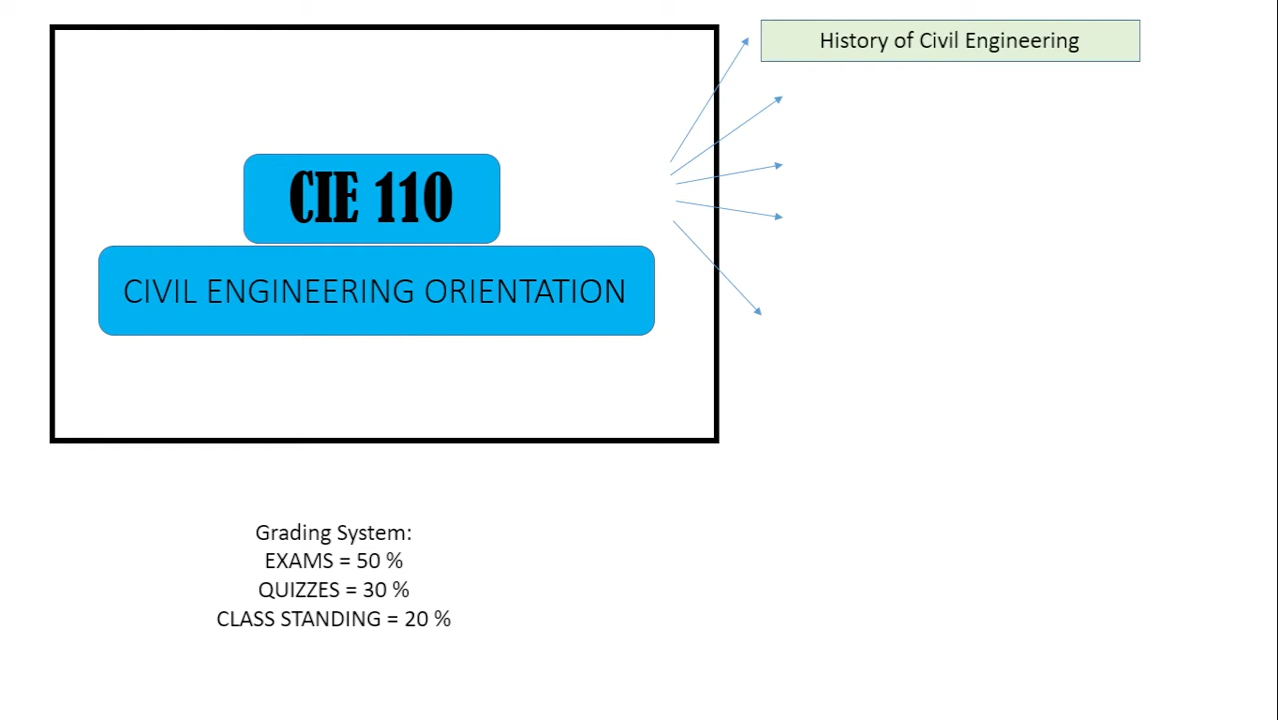 History of Civil Engineering
CIE 110
CIVIL ENGINEERING ORIENTATION
Grading System:
EXAMS = 50 %
QUIZZES = 30 %
CLASS STANDING = 20 %